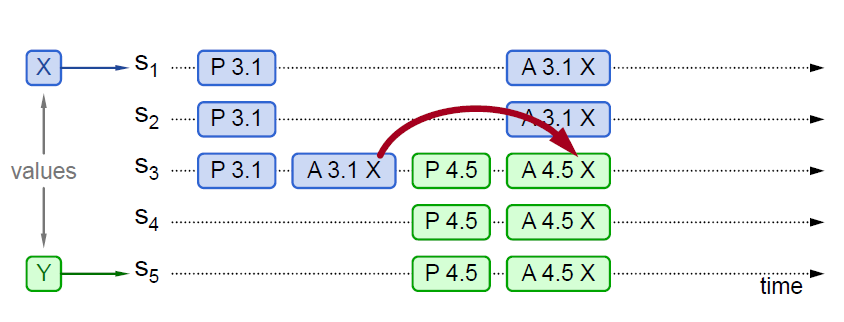 X s1 P 3.1 A 3.1 X
s2 P 3.1 A 3.1 X
values s3 P 3.1 A 3.1 X P 4.5 A 4.5 X
s4 P 4.5 A 4.5 X
Y s5 P 4.5 A 4.5 X
time